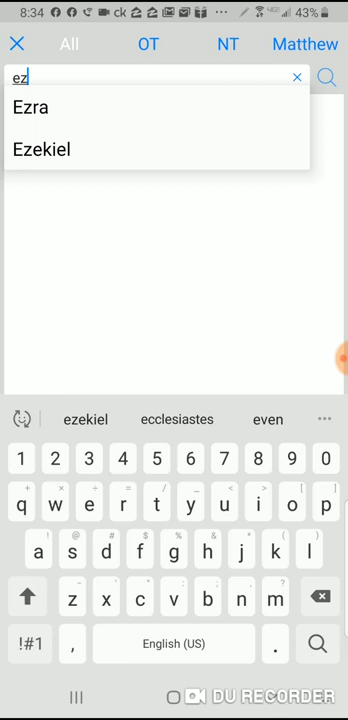 8:34 ck ... 43%
All OT NT Matthew
ez
Ezra
Ezekiel
ezekiel ecclesiastes even ...
1 2 3 4 5 6 7 8 9 0
+ × ÷ = / _ < > [ ]
q w e r t y u i o p
! @ # $ % ^ & * ( )
a s d f g h j k l
- ' " : ; , ?
z x c v b n m
!#1 , English (US) .
DU RECORDER